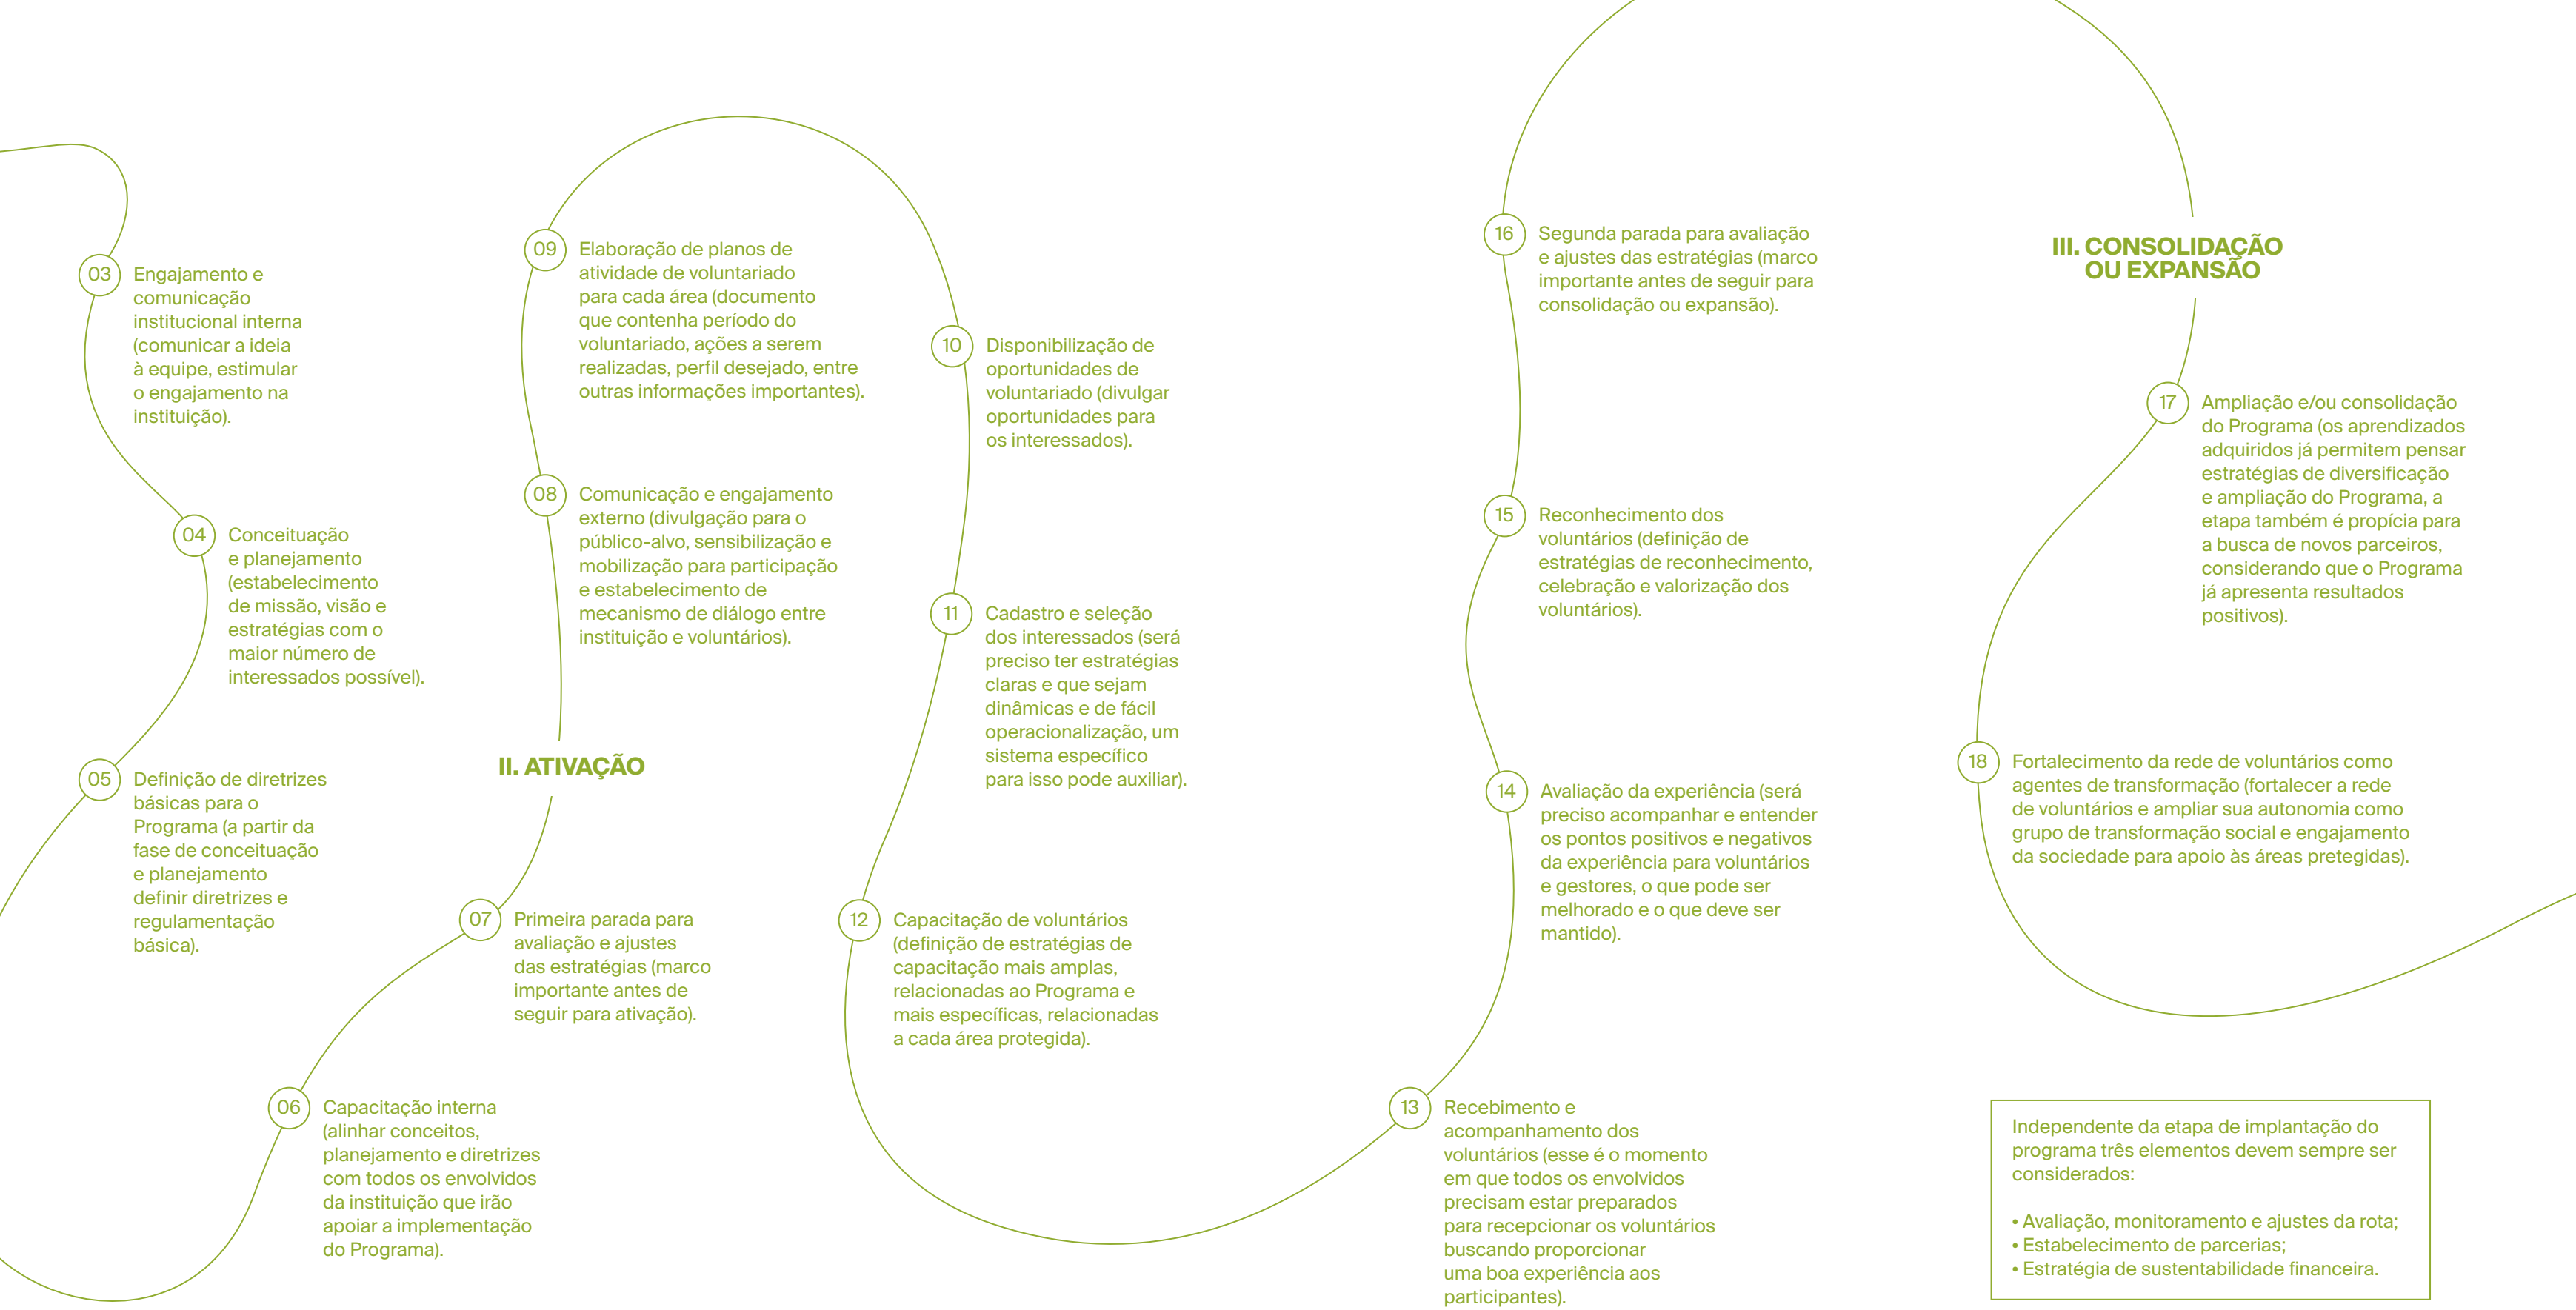 03
Engajamento e
comunicação
institucional interna
(comunicar a ideia
à equipe, estimular
o engajamento na
instituição).
04
Conceituação
e planejamento
(estabelecimento
de missão, visão e
estratégias com o
maior número de
interessados possível).
05
Definição de diretrizes
básicas para o
Programa (a partir da
fase de conceituação
e planejamento
definir diretrizes e
regulamentação
básica).
06
Capacitação interna
(alinhar conceitos,
planejamento e diretrizes
com todos os envolvidos
da instituição que irão
apoiar a implementação
do Programa).
07
Primeira parada para
avaliação e ajustes
das estratégias (marco
importante antes de
seguir para ativação).
II. ATIVAÇÃO
08
Comunicação e engajamento
externo (divulgação para o
público-alvo, sensibilização e
mobilização para participação
e estabelecimento de
mecanismo de diálogo entre
instituição e voluntários).
09
Elaboração de planos de
atividade de voluntariado
para cada área (documento
que contenha período do
voluntariado, ações a serem
realizadas, perfil desejado, entre
outras informações importantes).
10
Disponibilização de
oportunidades de
voluntariado (divulgar
oportunidades para
os interessados).
11
Cadastro e seleção
dos interessados (será
preciso ter estratégias
claras e que sejam
dinâmicas e de fácil
operacionalização, um
sistema específico
para isso pode auxiliar).
12
Capacitação de voluntários
(definição de estratégias de
capacitação mais amplas,
relacionadas ao Programa e
mais específicas, relacionadas
a cada área protegida).
13
Recebimento e
acompanhamento dos
voluntários (esse é o momento
em que todos os envolvidos
precisam estar preparados
para recepcionar os voluntários
buscando proporcionar
uma boa experiência aos
participantes).
14
Avaliação da experiência (será
preciso acompanhar e entender
os pontos positivos e negativos
da experiência para voluntários
e gestores, o que pode ser
melhorado e o que deve ser
mantido).
15
Reconhecimento dos
voluntários (definição de
estratégias de reconhecimento,
celebração e valorização dos
voluntários).
16
Segunda parada para avaliação
e ajustes das estratégias (marco
importante antes de seguir para
consolidação ou expansão).
III. CONSOLIDAÇÃO
OU EXPANSÃO
17
Ampliação e/ou consolidação
do Programa (os aprendizados
adquiridos já permitem pensar
estratégias de diversificação
e ampliação do Programa, a
etapa também é propícia para
a busca de novos parceiros,
considerando que o Programa
já apresenta resultados
positivos).
18
Fortalecimento da rede de voluntários como
agentes de transformação (fortalecer a rede
de voluntários e ampliar sua autonomia como
grupo de transformação social e engajamento
da sociedade para apoio às áreas pretegidas).
Independente da etapa de implantação do
programa três elementos devem sempre ser
considerados:
• Avaliação, monitoramento e ajustes da rota;
• Estabelecimento de parcerias;
• Estratégia de sustentabilidade financeira.